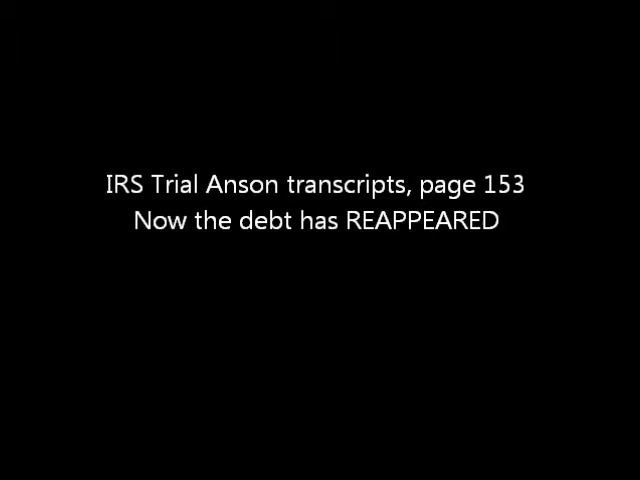 IRS Trial Anson transcripts, page 153
Now the debt has REAPPEARED